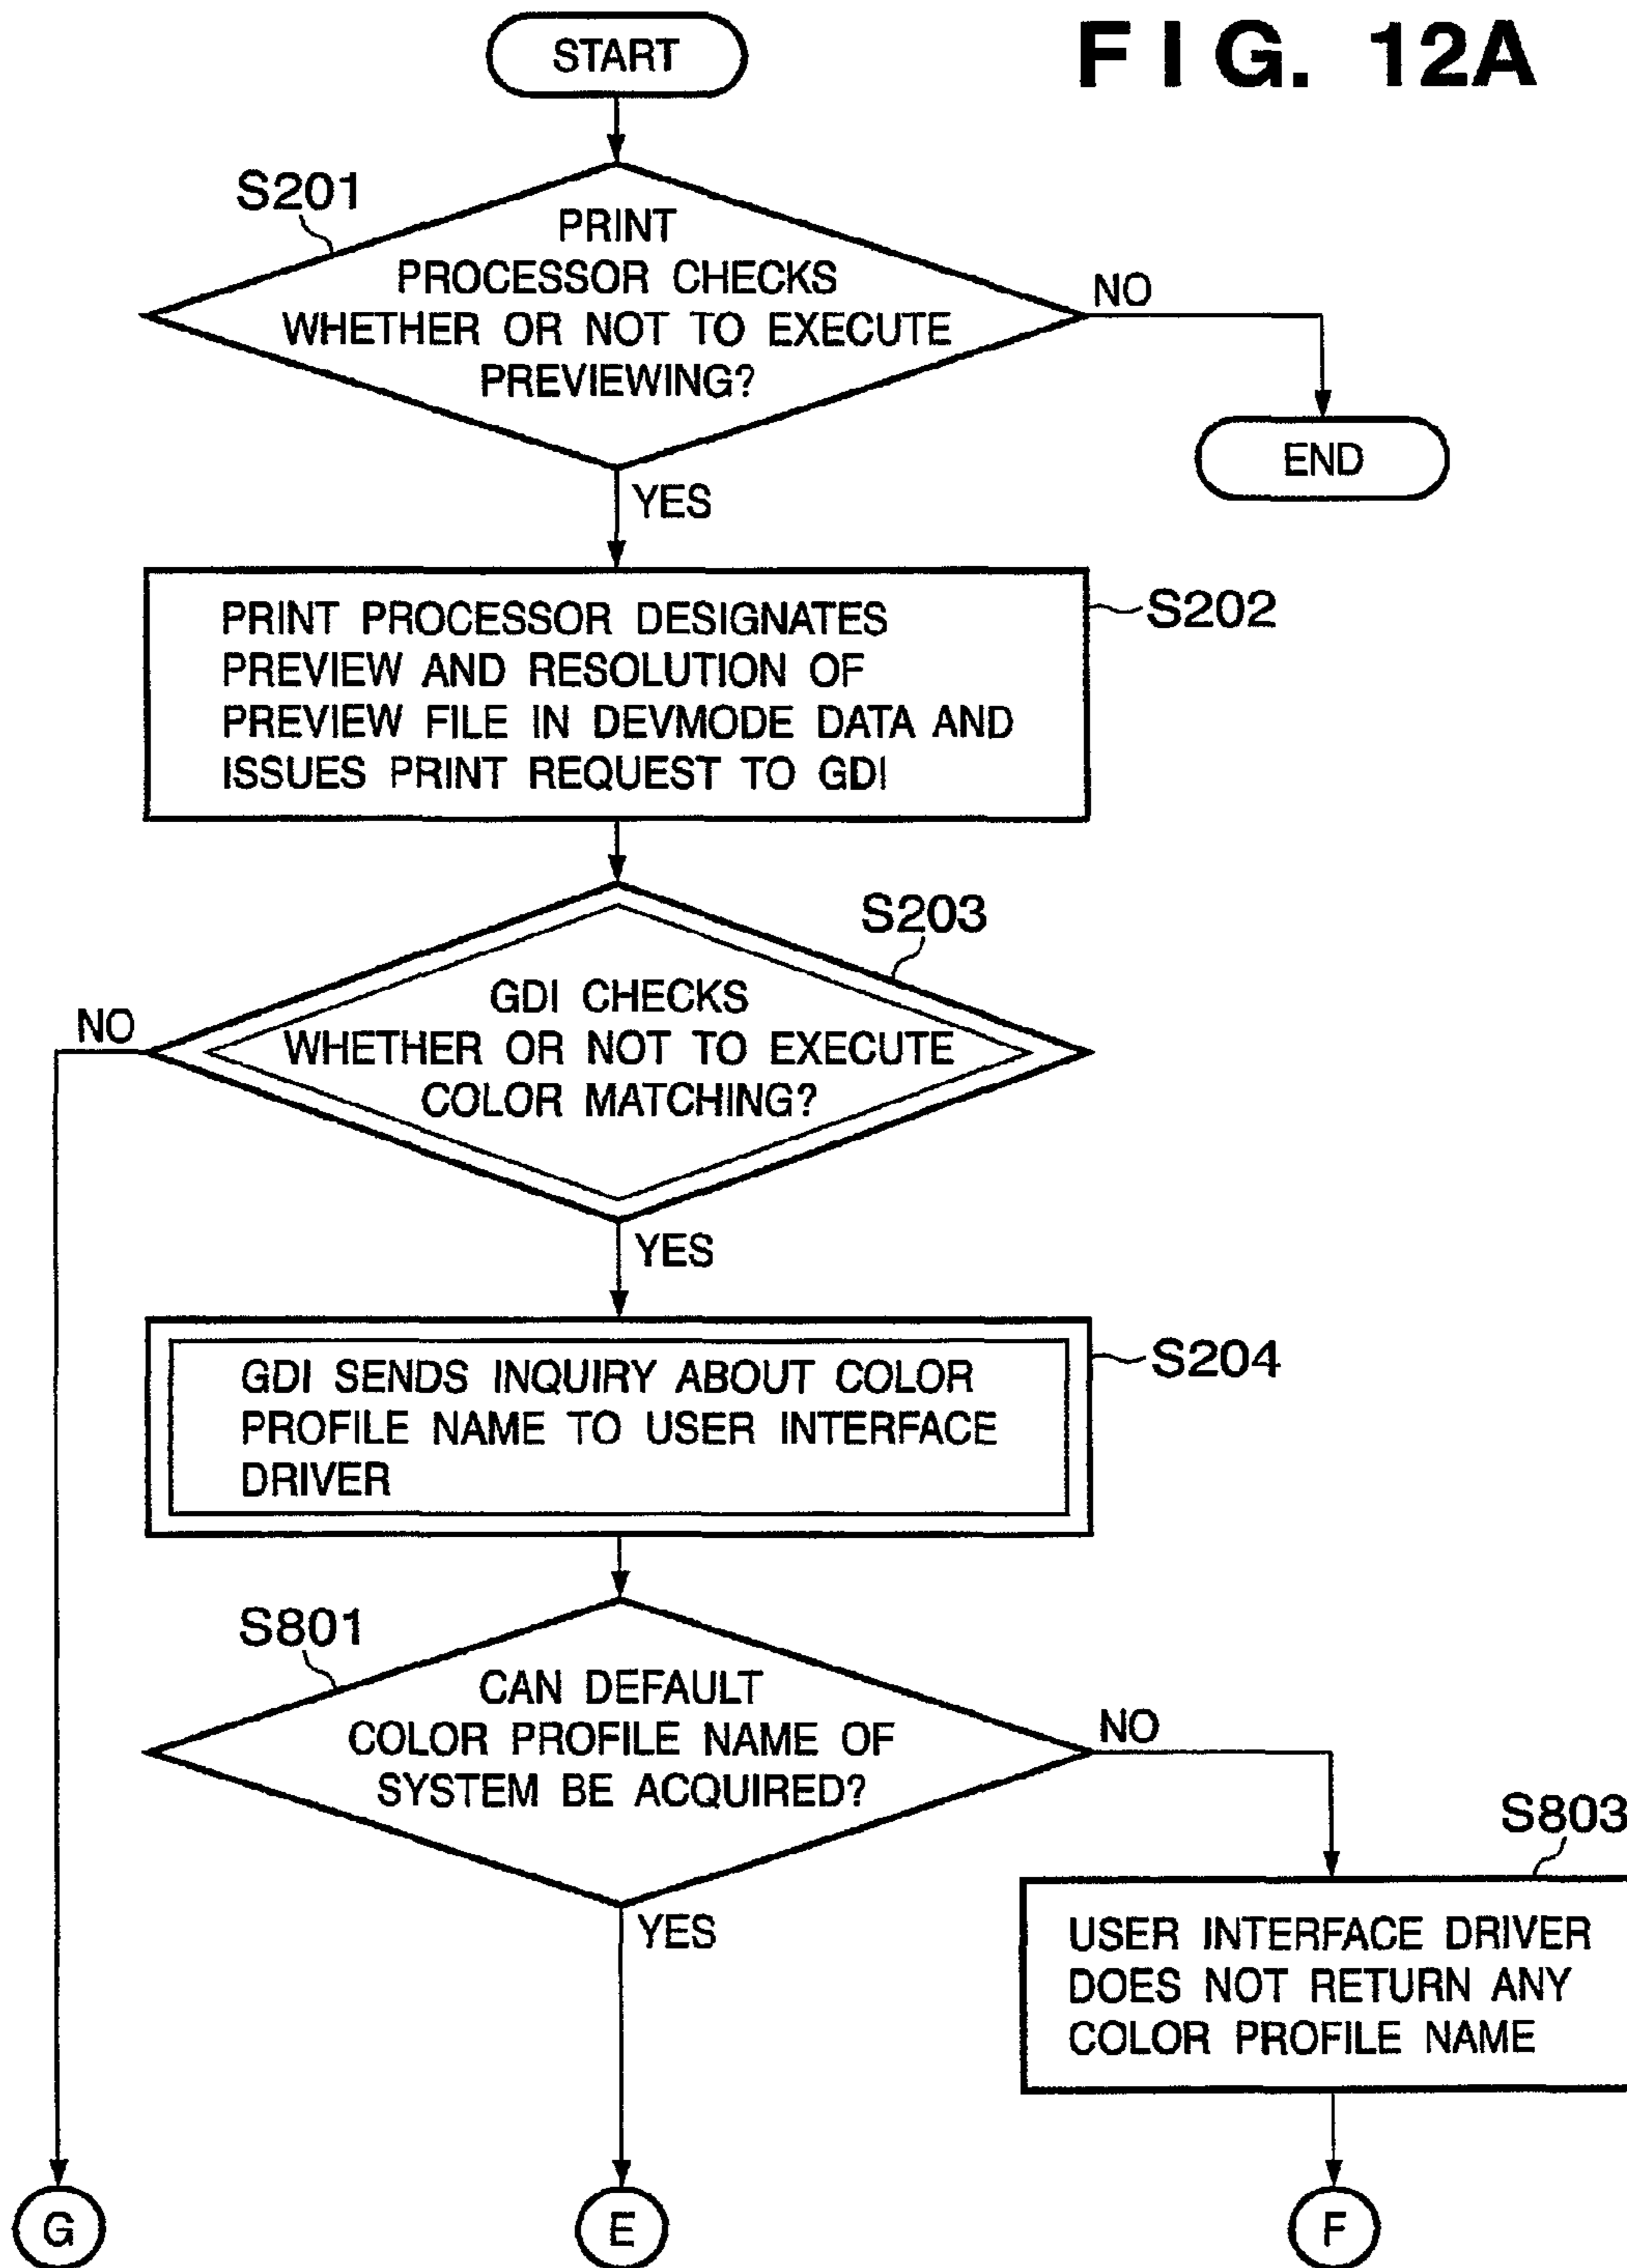 FIG. 12A
START
S201
PRINT
PROCESSOR CHECKS
WHETHER OR NOT TO EXECUTE
PREVIEWING?
NO
END
YES
PRINT PROCESSOR DESIGNATES
PREVIEW AND RESOLUTION OF
PREVIEW FILE IN DEVMODE DATA AND
ISSUES PRINT REQUEST TO GDI
S202
S203
GDI CHECKS
WHETHER OR NOT TO EXECUTE
COLOR MATCHING?
NO
YES
GDI SENDS INQUIRY ABOUT COLOR
PROFILE NAME TO USER INTERFACE
DRIVER
S204
S801
CAN DEFAULT
COLOR PROFILE NAME OF
SYSTEM BE ACQUIRED?
NO
YES
S803
USER INTERFACE DRIVER
DOES NOT RETURN ANY
COLOR PROFILE NAME
G
E
F